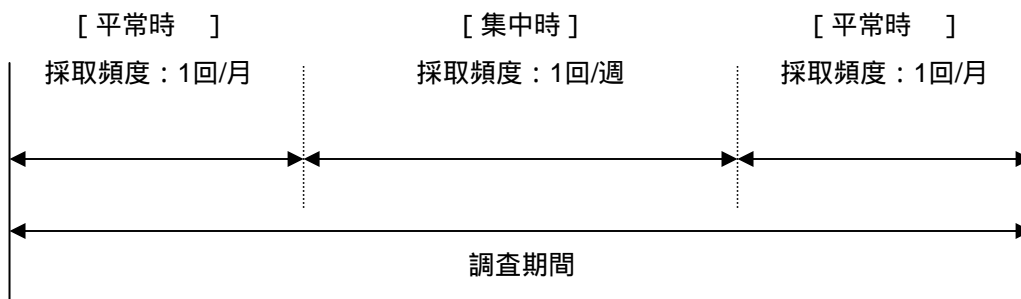 [ 平常時　]
[ 集中時 ]
[ 平常時　]
採取頻度：1回/月
採取頻度：1回/週
採取頻度：1回/月
調査期間